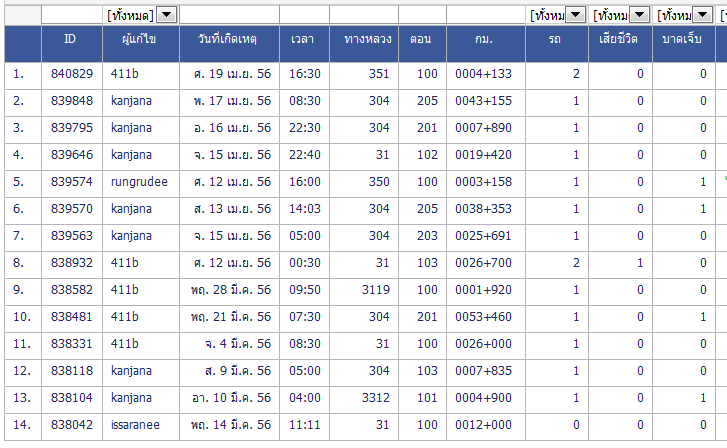 [ทั้งหมด] [ทั้งหม [ทั้งหม [ทั้งหม
ID ผู้แก้ไข วันที่เกิดเหตุ เวลา ทางหลวง ตอน กม. รถ เสียชีวิต บาดเจ็บ
1. 840829 411b ศ. 19 เม.ย. 56 16:30 351 100 0004+133 2 0 0
2. 839848 kanjana พ. 17 เม.ย. 56 08:30 304 205 0043+155 1 0 0
3. 839795 kanjana อ. 16 เม.ย. 56 22:30 304 201 0007+890 1 0 0
4. 839646 kanjana จ. 15 เม.ย. 56 22:40 31 102 0019+420 1 0 0
5. 839574 rungrudee ศ. 12 เม.ย. 56 16:00 350 100 0003+158 1 0 1
6. 839570 kanjana ส. 13 เม.ย. 56 14:03 304 205 0038+353 1 0 1
7. 839563 kanjana จ. 15 เม.ย. 56 05:00 304 203 0025+691 1 0 0
8. 838932 411b ศ. 12 เม.ย. 56 00:30 31 103 0026+700 2 1 0
9. 838582 411b พฤ. 28 มี.ค. 56 09:50 3119 100 0001+920 1 0 0
10. 838481 411b พฤ. 21 มี.ค. 56 07:30 304 201 0053+460 1 0 1
11. 838331 411b จ. 4 มี.ค. 56 08:30 31 100 0026+000 1 0 0
12. 838118 kanjana ส. 9 มี.ค. 56 05:00 304 103 0007+835 1 0 0
13. 838104 kanjana อา. 10 มี.ค. 56 04:00 3312 101 0004+900 1 0 1
14. 838042 issaranee พฤ. 14 มี.ค. 56 11:11 31 100 0012+000 0 0 0